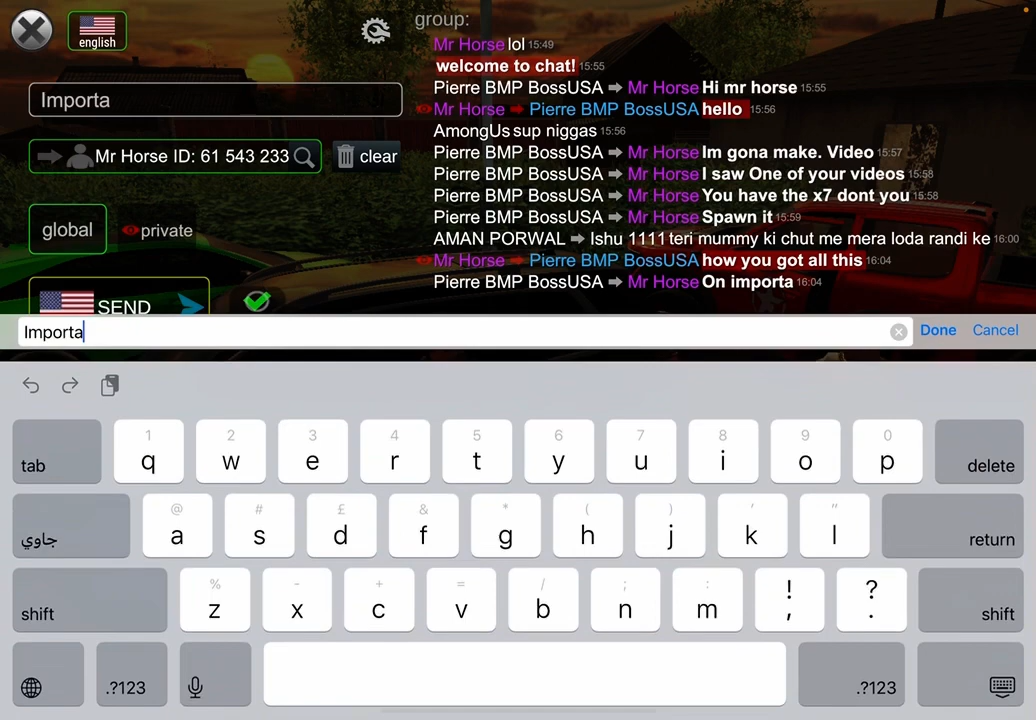 english
group:
Mr Horse lol 15:49
welcome to chat! 15:55
Pierre BMP BossUSA ➡ Mr Horse Hi mr horse 15:55
Mr Horse ➡ Pierre BMP BossUSA hello 15:56
AmongUs sup niggas 15:56
Pierre BMP BossUSA ➡ Mr Horse Im gona make. Video 15:57
Pierre BMP BossUSA ➡ Mr Horse I saw One of your videos 15:58
Pierre BMP BossUSA ➡ Mr Horse You have the x7 dont you 15:58
Pierre BMP BossUSA ➡ Mr Horse Spawn it 15:59
AMAN PORWAL ➡ Ishu 1111 teri mummy ki chut me mera loda randi ke 16:00
Mr Horse ➡ Pierre BMP BossUSA how you got all this 16:04
Pierre BMP BossUSA ➡ Mr Horse On importa 16:04
Importa
Mr Horse ID: 61 543 233
clear
global
private
SEND
Importa
Done Cancel
1 2 3 4 5 6 7 8 9 0
tab q w e r t y u i o p delete
@ # £ & * ( ) ' "
جاوي a s d f g h j k l return
% - + = / ; : ! ?
shift z x c v b n m , . shift
.?123 .?123